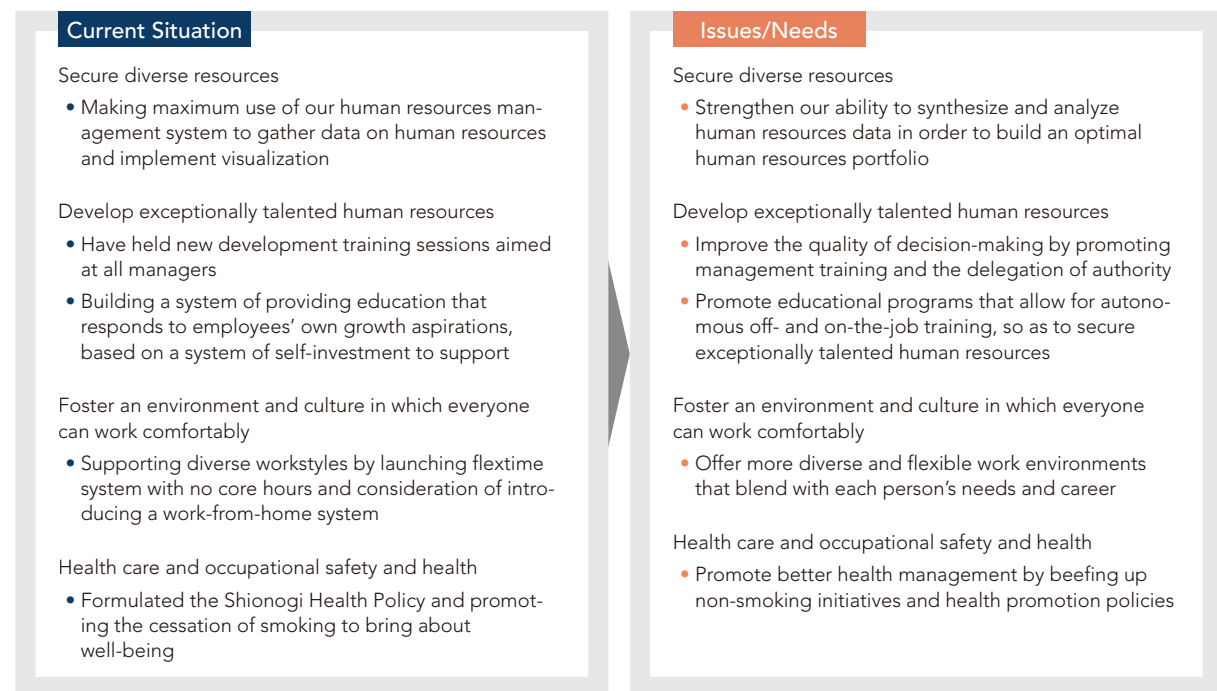 Current Situation
Secure diverse resources
• Making maximum use of our human resources man-
agement system to gather data on human resources
and implement visualization
Develop exceptionally talented human resources
• Have held new development training sessions aimed
at all managers
• Building a system of providing education that
responds to employees’ own growth aspirations,
based on a system of self-investment to support
Foster an environment and culture in which everyone
can work comfortably
• Supporting diverse workstyles by launching flextime
system with no core hours and consideration of intro-
ducing a work-from-home system
Health care and occupational safety and health
• Formulated the Shionogi Health Policy and promot-
ing the cessation of smoking to bring about
well-being
Issues/Needs
Secure diverse resources
• Strengthen our ability to synthesize and analyze
human resources data in order to build an optimal
human resources portfolio
Develop exceptionally talented human resources
• Improve the quality of decision-making by promoting
management training and the delegation of authority
• Promote educational programs that allow for autono-
mous off- and on-the-job training, so as to secure
exceptionally talented human resources
Foster an environment and culture in which everyone
can work comfortably
• Offer more diverse and flexible work environments
that blend with each person’s needs and career
Health care and occupational safety and health
• Promote better health management by beefing up
non-smoking initiatives and health promotion policies